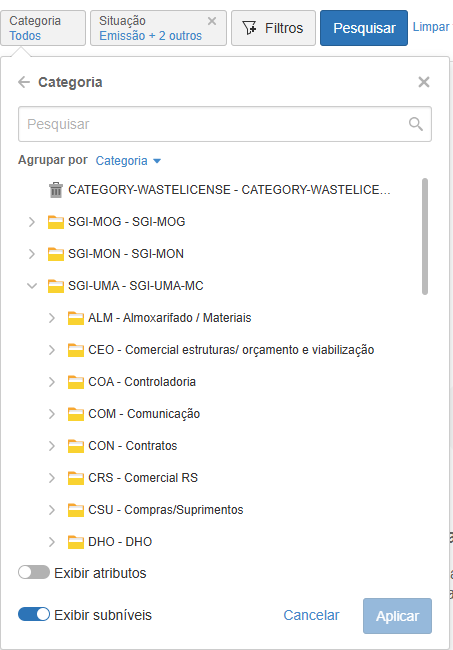 Categoria
Todos
Situação
Emissão + 2 outros
Filtros
Pesquisar
Limpar
Categoria
Pesquisar
Agrupar por Categoria
CATEGORY-WASTELICENSE - CATEGORY-WASTELICE...
SGI-MOG - SGI-MOG
SGI-MON - SGI-MON
SGI-UMA - SGI-UMA-MC
ALM - Almoxarifado / Materiais
CEO - Comercial estruturas/ orçamento e viabilização
COA - Controladoria
COM - Comunicação
CON - Contratos
CRS - Comercial RS
CSU - Compras/Suprimentos
DHO - DHO
Exibir atributos
Exibir subníveis
Cancelar
Aplicar